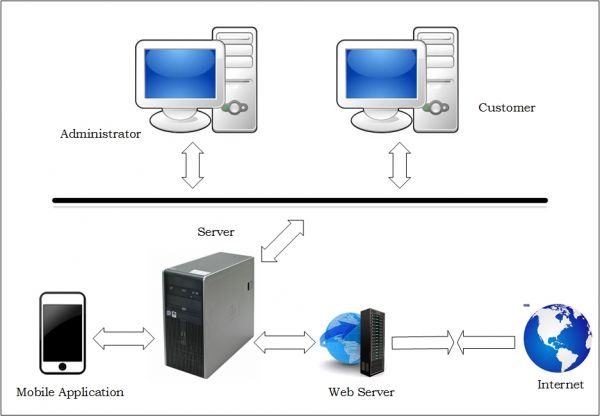 Administrator
Customer
Server
Mobile Application
Web Server
Internet